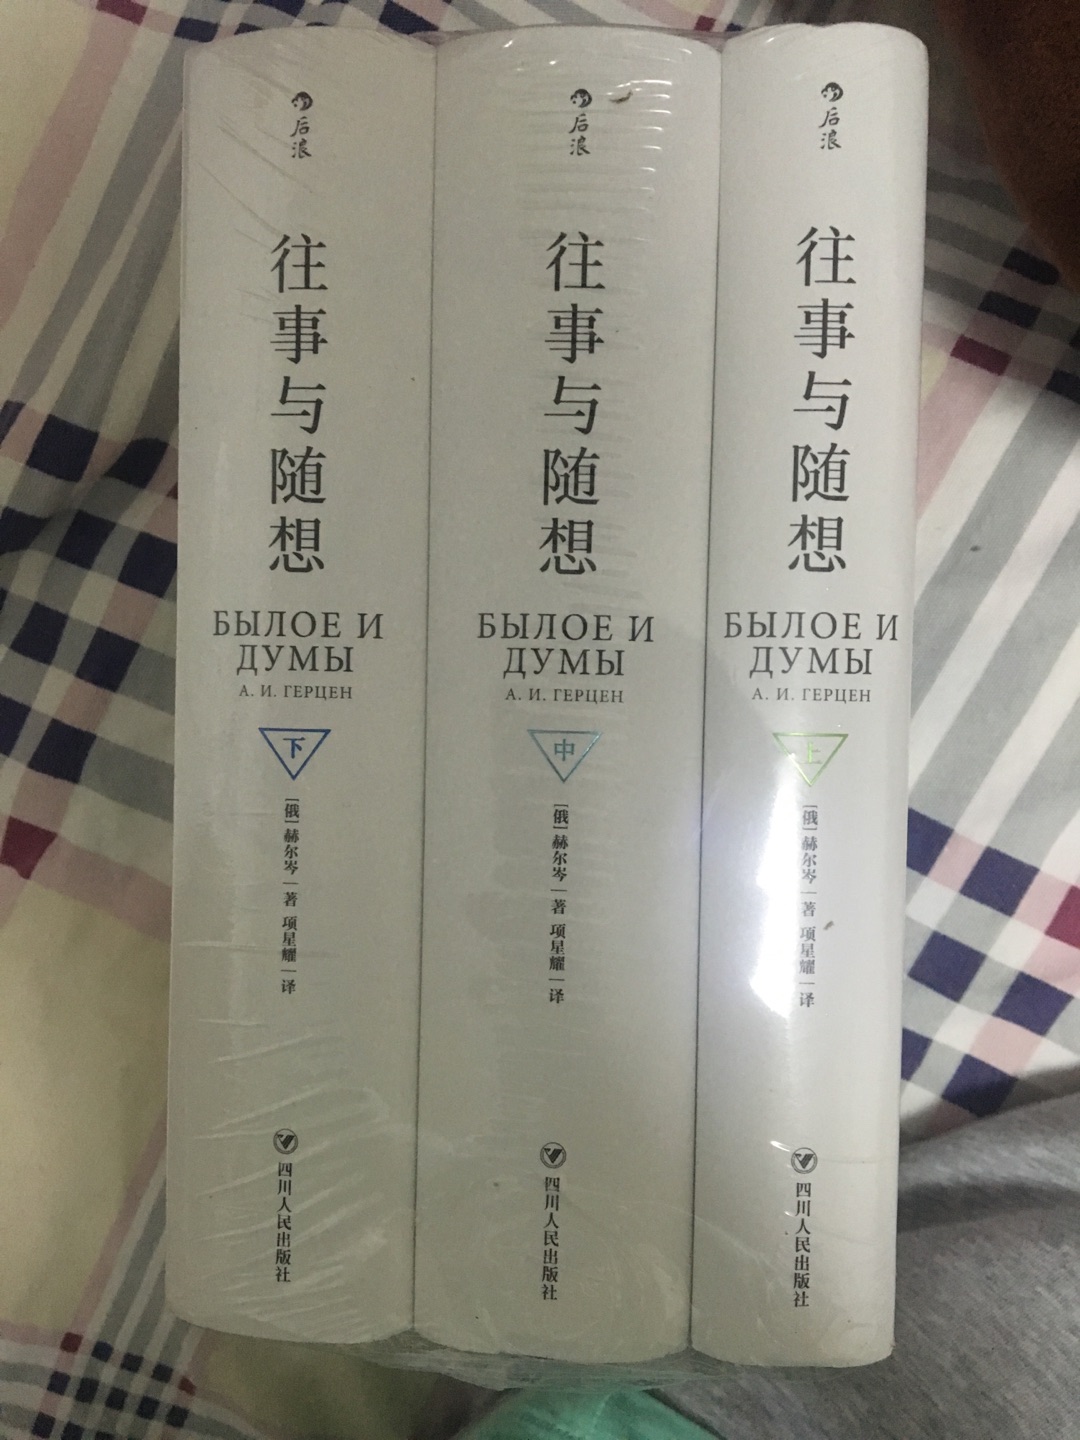 后浪
往事与随想
БЫЛОЕ И
ДУМЫ
А. И. ГЕРЦЕН
下
[俄]赫尔岑|著 项星耀|译
四川人民出版社
后浪
往事与随想
БЫЛОЕ И
ДУМЫ
А. И. ГЕРЦЕН
中
[俄]赫尔岑|著 项星耀|译
四川人民出版社
后浪
往事与随想
БЫЛОЕ И
ДУМЫ
А. И. ГЕРЦЕН
上
[俄]赫尔岑|著 项星耀|译
四川人民出版社